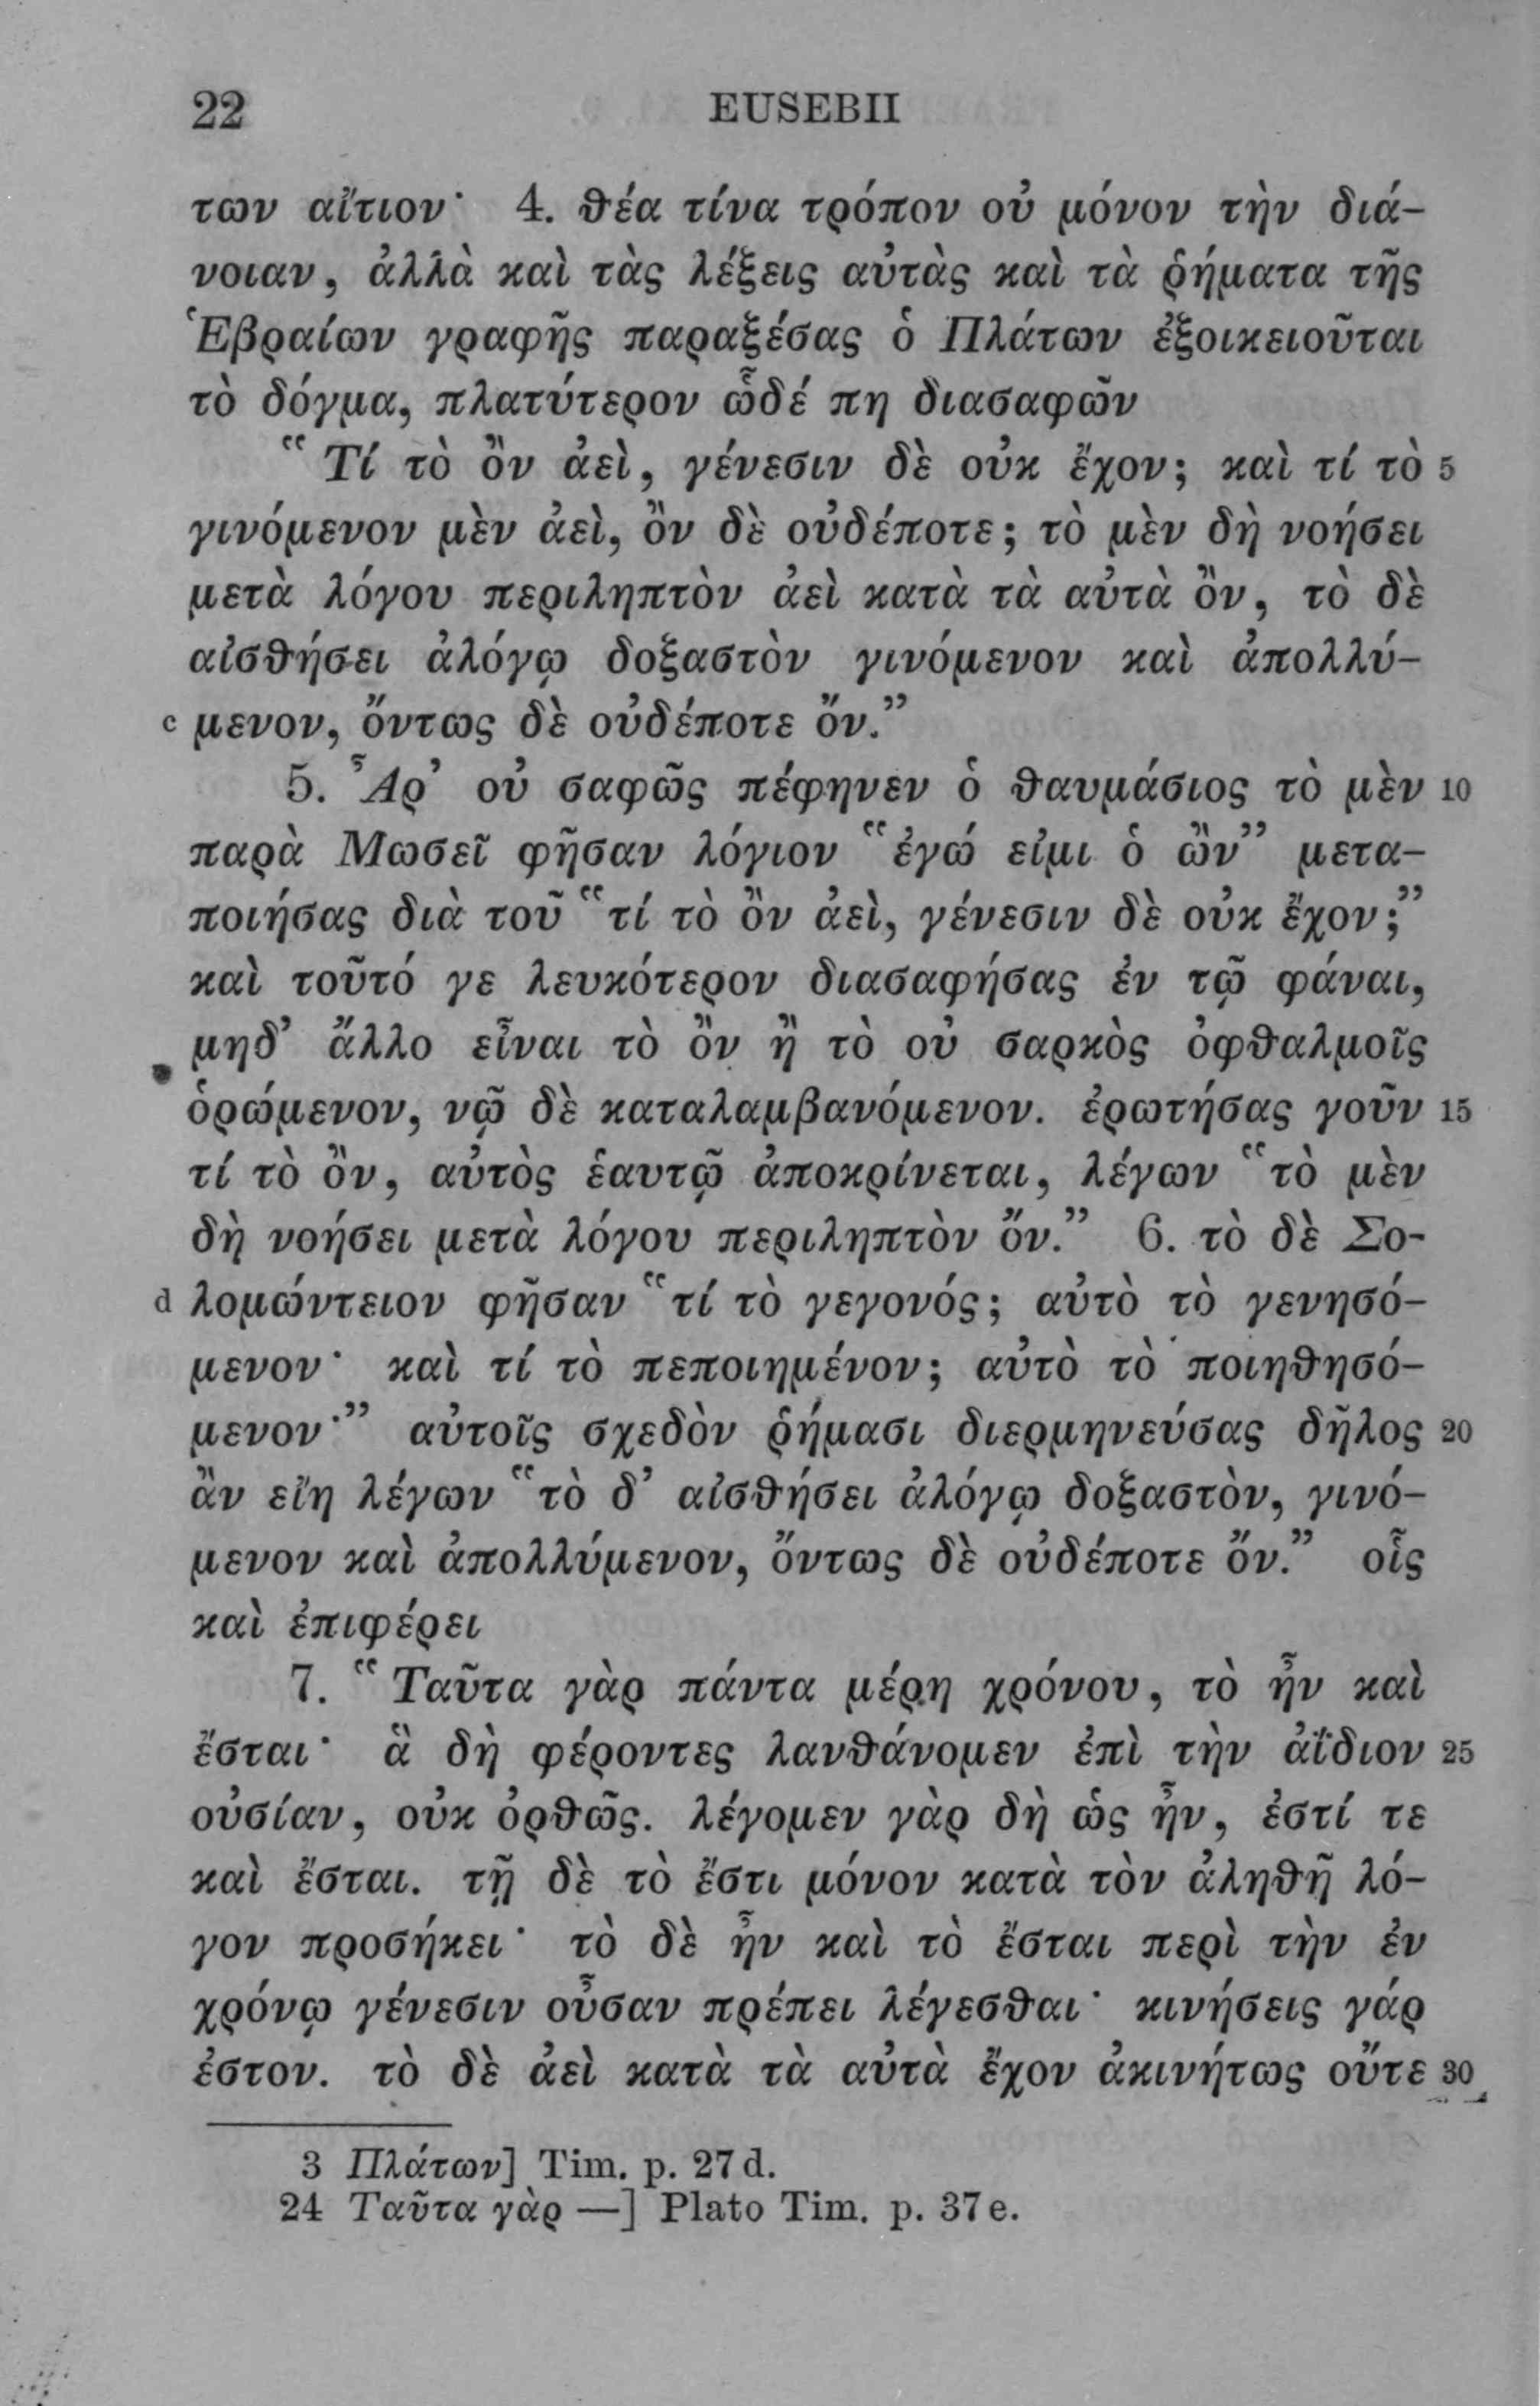 22 EUSEBII
των αἴτιον· 4. θέα τίνα τρόπον οὐ μόνον τὴν διά-
νοιαν, ἀλλὰ καὶ τὰς λέξεις αὐτὰς καὶ τὰ ῥήματα τῆς
Ἑβραίων γραφῆς παραξέσας ὁ Πλάτων ἐξοικειοῦται
τὸ δόγμα, πλατύτερον ὧδέ πη διασαφῶν
“Τί τὸ ὂν ἀεὶ, γένεσιν δὲ οὐκ ἔχον; καὶ τί τὸ 5
γινόμενον μὲν ἀεὶ, ὂν δὲ οὐδέποτε; τὸ μὲν δὴ νοήσει
μετὰ λόγου περιληπτὸν ἀεὶ κατὰ τὰ αὐτὰ ὂν, τὸ δὲ
αἰσθήσει ἀλόγῳ δοξαστὸν γινόμενον καὶ ἀπολλύ-
c μενον, ὄντως δὲ οὐδέποτε ὄν.”
5. Ἆρ’ οὐ σαφῶς πέφηνεν ὁ θαυμάσιος τὸ μὲν 10
παρὰ Μωσεῖ φῆσαν λόγιον “ἐγώ εἰμι ὁ ὢν” μετα-
ποιήσας διὰ τοῦ “τί τὸ ὂν ἀεὶ, γένεσιν δὲ οὐκ ἔχον;”
καὶ τοῦτό γε λευκότερον διασαφήσας ἐν τῷ φάναι,
μηδ’ ἄλλο εἶναι τὸ ὂν ἢ τὸ οὐ σαρκὸς ὀφθαλμοῖς
ὁρώμενον, νῷ δὲ καταλαμβανόμενον. ἐρωτήσας γοῦν 15
τί τὸ ὂν, αὐτὸς ἑαυτῷ ἀποκρίνεται, λέγων “τὸ μὲν
δὴ νοήσει μετὰ λόγου περιληπτὸν ὄν.” 6. τὸ δὲ Σο-
d λομώντειον φῆσαν “τί τὸ γεγονός; αὐτὸ τὸ γενησό-
μενον· καὶ τί τὸ πεποιημένον; αὐτὸ τὸ ποιηθησό-
μενον·” αὐτοῖς σχεδὸν ῥήμασι διερμηνεύσας δῆλος 20
ἂν εἴη λέγων “τὸ δ’ αἰσθήσει ἀλόγῳ δοξαστὸν, γινό-
μενον καὶ ἀπολλύμενον, ὄντως δὲ οὐδέποτε ὄν.” οἷς
καὶ ἐπιφέρει
7. “Ταῦτα γὰρ πάντα μέρη χρόνου, τὸ ἦν καὶ
ἔσται· ἃ δὴ φέροντες λανθάνομεν ἐπὶ τὴν ἀΐδιον 25
οὐσίαν, οὐκ ὀρθῶς. λέγομεν γὰρ δὴ ὡς ἦν, ἐστί τε
καὶ ἔσται. τῇ δὲ τὸ ἔστι μόνον κατὰ τὸν ἀληθῆ λό-
γον προσήκει· τὸ δὲ ἦν καὶ τὸ ἔσται περὶ τὴν ἐν
χρόνῳ γένεσιν οὖσαν πρέπει λέγεσθαι· κινήσεις γάρ
ἐστον. τὸ δὲ ἀεὶ κατὰ τὰ αὐτὰ ἔχον ἀκινήτως οὔτε 30
3 Πλάτων] Tim. p. 27 d.
24 Ταῦτα γὰρ —] Plato Tim. p. 37 e.